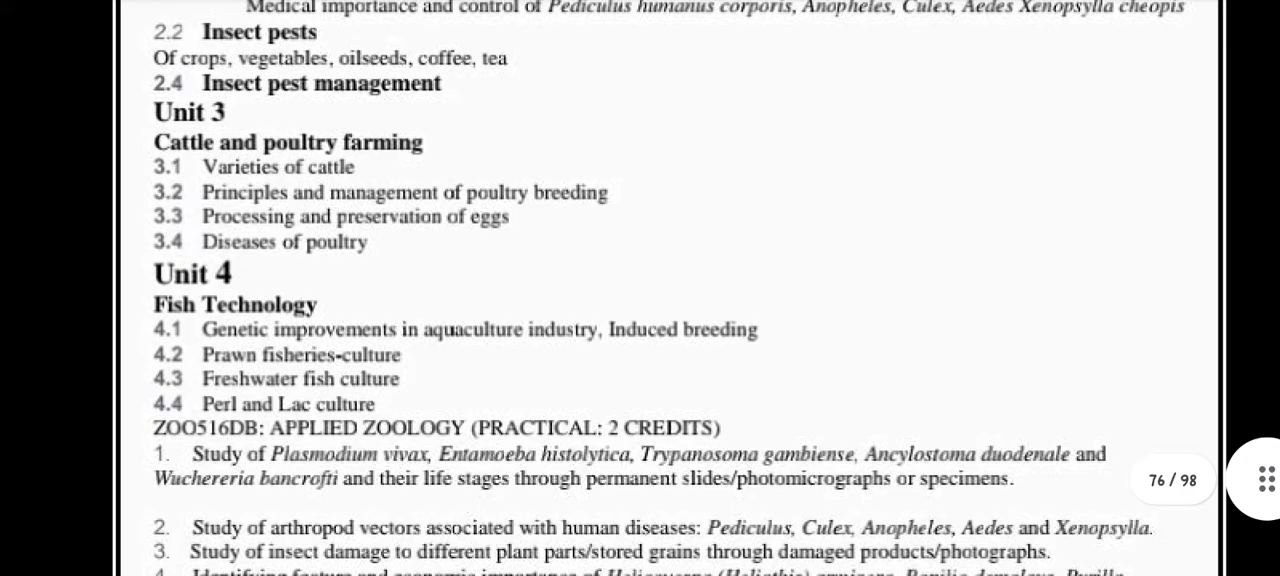 Medical importance and control of Pediculus humanus corporis, Anopheles, Culex, Aedes Xenopsylla cheopis
2.2 Insect pests
Of crops, vegetables, oilseeds, coffee, tea
2.4 Insect pest management
Unit 3
Cattle and poultry farming
3.1 Varieties of cattle
3.2 Principles and management of poultry breeding
3.3 Processing and preservation of eggs
3.4 Diseases of poultry
Unit 4
Fish Technology
4.1 Genetic improvements in aquaculture industry, Induced breeding
4.2 Prawn fisheries-culture
4.3 Freshwater fish culture
4.4 Perl and Lac culture
ZOO516DB: APPLIED ZOOLOGY (PRACTICAL: 2 CREDITS)
1. Study of Plasmodium vivax, Entamoeba histolytica, Trypanosoma gambiense, Ancylostoma duodenale and
Wuchereria bancrofti and their life stages through permanent slides/photomicrographs or specimens.
76 / 98
2. Study of arthropod vectors associated with human diseases: Pediculus, Culex, Anopheles, Aedes and Xenopsylla.
3. Study of insect damage to different plant parts/stored grains through damaged products/photographs.